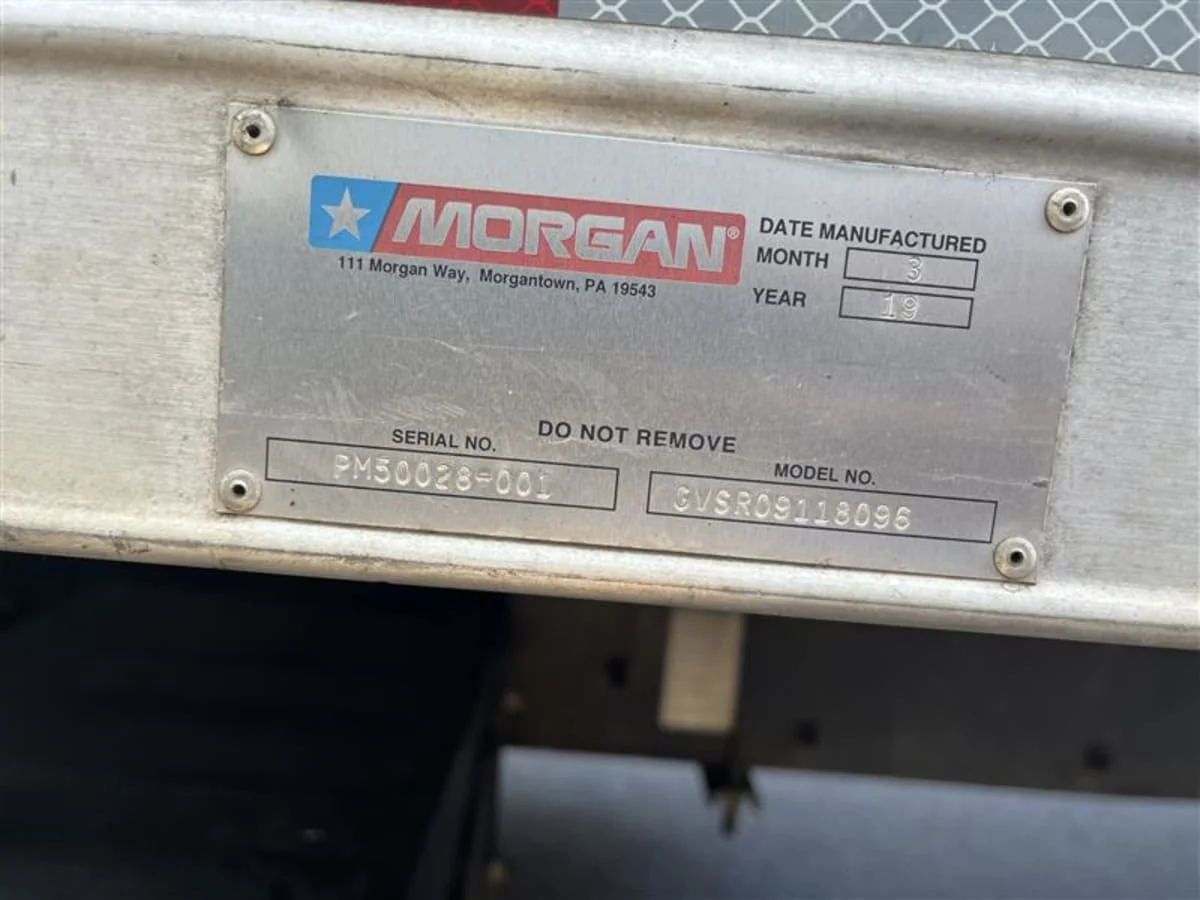 MORGAN®
111 Morgan Way, Morgantown, PA 19543
DATE MANUFACTURED
MONTH 3
YEAR 19
DO NOT REMOVE
SERIAL NO.
PM50028-001
MODEL NO.
GVSR09118096